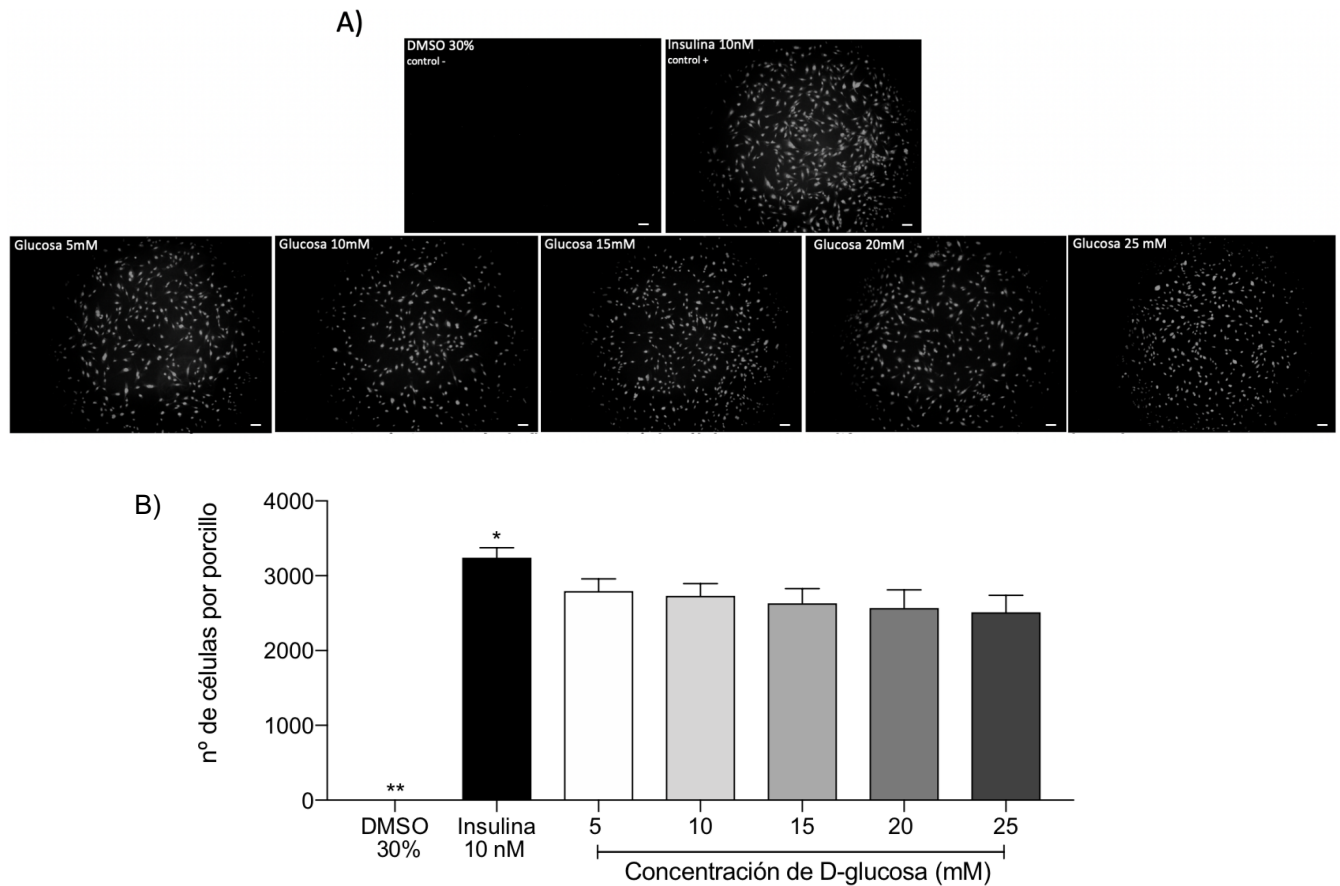 A)
DMSO 30%
control -
Insulina 10nM
control +
Glucosa 5mM
Glucosa 10mM
Glucosa 15mM
Glucosa 20mM
Glucosa 25 mM
B)
nº de células por porcillo
4000
3000
2000
1000
0
**
*
DMSO
30%
Insulina
10 nM
5
10
15
20
25
Concentración de D-glucosa (mM)